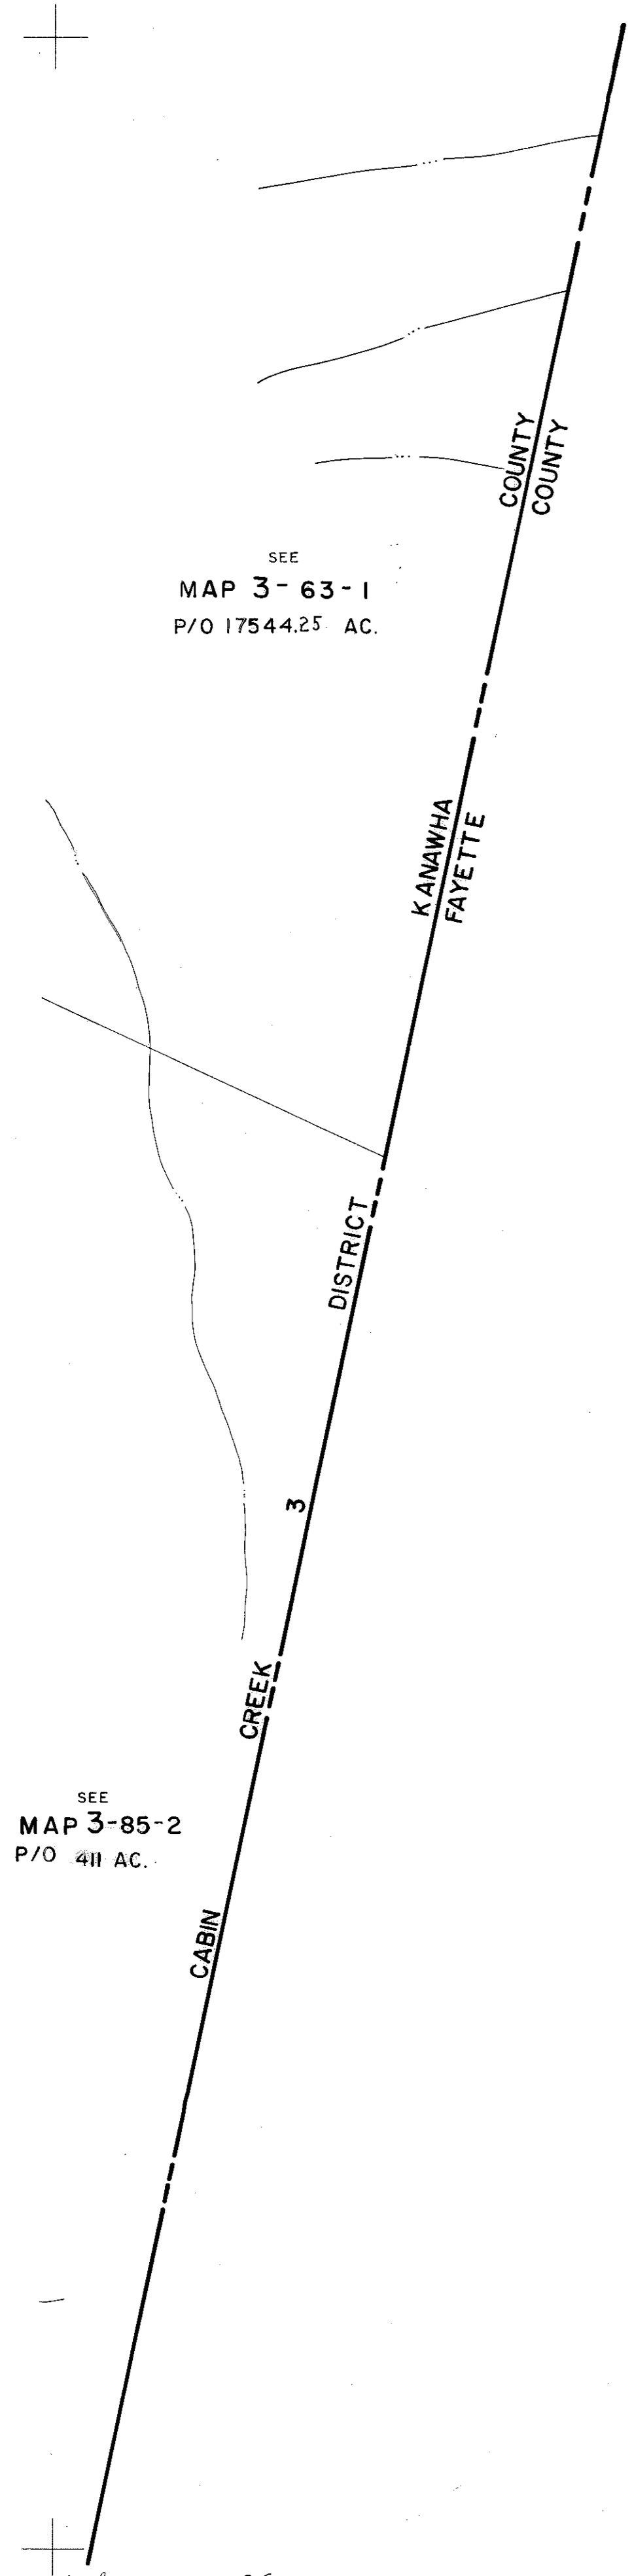 COUNTY
COUNTY
SEE
MAP 3-63-1
P/O 17544.25 AC.
KANAWHA
FAYETTE
DISTRICT
3
CREEK
SEE
MAP 3-85-2
P/O 411 AC.
CABIN